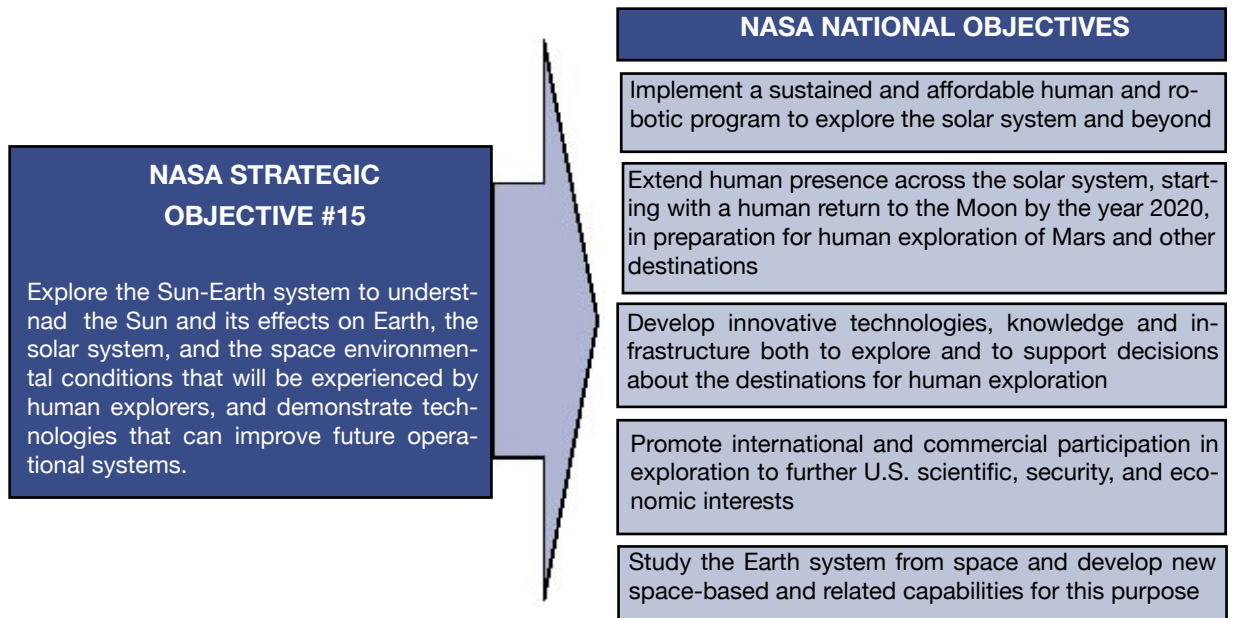 NASA STRATEGIC
OBJECTIVE #15
Explore the Sun-Earth system to underst-
nad the Sun and its effects on Earth, the
solar system, and the space environmen-
tal conditions that will be experienced by
human explorers, and demonstrate tech-
nologies that can improve future opera-
tional systems.
NASA NATIONAL OBJECTIVES
Implement a sustained and affordable human and ro-
botic program to explore the solar system and beyond
Extend human presence across the solar system, start-
ing with a human return to the Moon by the year 2020,
in preparation for human exploration of Mars and other
destinations
Develop innovative technologies, knowledge and in-
frastructure both to explore and to support decisions
about the destinations for human exploration
Promote international and commercial participation in
exploration to further U.S. scientific, security, and eco-
nomic interests
Study the Earth system from space and develop new
space-based and related capabilities for this purpose